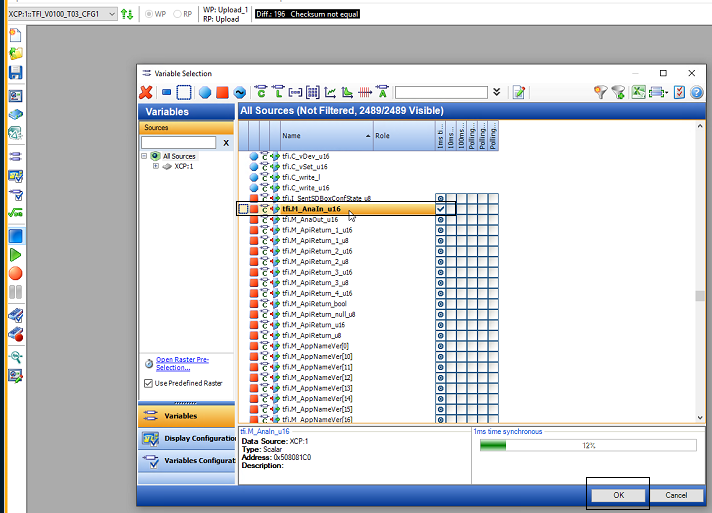 XCP:1::TFI_V0100_T03_CFG1
WP
RP
WP: Upload_1
RP: Upload
Diff.: 196 Checksum not equal
Variable Selection
Variables
All Sources (Not Filtered, 2489/2489 Visible)
Sources
X
All Sources
XCP:1
Name
Role
1ms ti...
10ms...
100ms...
Polling...
Polling...
Polling...
tfi.C_vDev_u16
tfi.C_vSet_u16
tfi.C_write_l
tfi.C_write_u16
tfi.I_SentSDBoxConfState_u8
tfi.M_AnaIn_u16
tfi.M_AnaOut_u16
tfi.M_ApiReturn_1_u16
tfi.M_ApiReturn_1_u8
tfi.M_ApiReturn_2_u16
tfi.M_ApiReturn_2_u8
tfi.M_ApiReturn_3_u16
tfi.M_ApiReturn_3_u8
tfi.M_ApiReturn_4_u16
tfi.M_ApiReturn_bool
tfi.M_ApiReturn_null_u8
tfi.M_ApiReturn_u16
tfi.M_ApiReturn_u8
tfi.M_AppNameVer[0]
tfi.M_AppNameVer[10]
tfi.M_AppNameVer[11]
tfi.M_AppNameVer[12]
tfi.M_AppNameVer[13]
tfi.M_AppNameVer[14]
tfi.M_AppNameVer[15]
tfi.M_AppNameVer[16]
Open Raster Pre-
Selection...
Use Predefined Raster
Variables
Display Configuration
Variables Configurat
tfi.M_AnaIn_u16
Data Source: XCP:1
Type: Scalar
Address: 0x508081C0
Description:
1ms time synchronous
12%
OK
Cancel